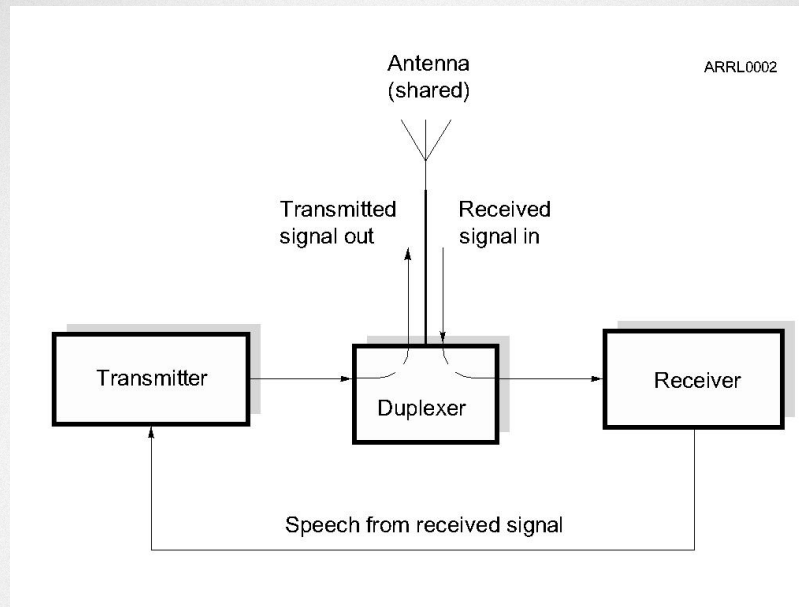 Antenna
(shared)
ARRL0002
Transmitted
signal out
Received
signal in
Transmitter
Duplexer
Receiver
Speech from received signal